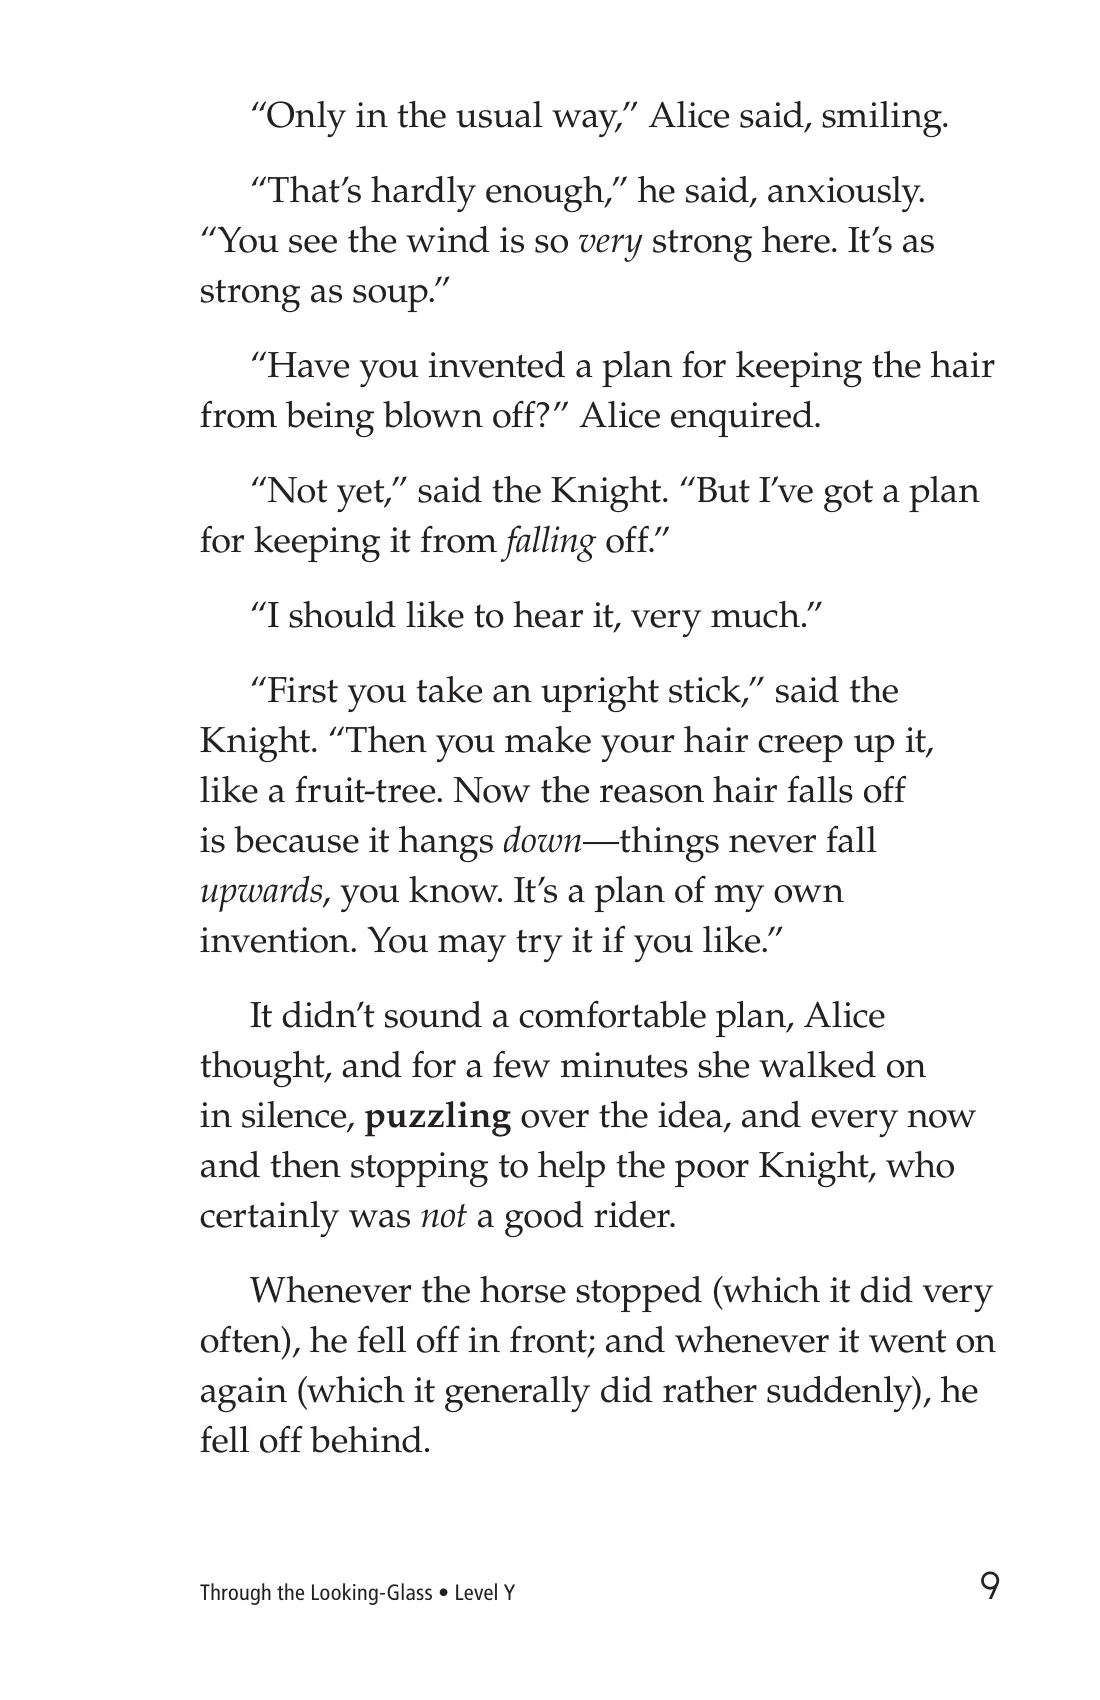 “Only in the usual way,” Alice said, smiling.
“That’s hardly enough,” he said, anxiously.
“You see the wind is so very strong here. It’s as
strong as soup.”
“Have you invented a plan for keeping the hair
from being blown off?” Alice enquired.
“Not yet,” said the Knight. “But I’ve got a plan
for keeping it from falling off.”
“I should like to hear it, very much.”
“First you take an upright stick,” said the
Knight. “Then you make your hair creep up it,
like a fruit-tree. Now the reason hair falls off
is because it hangs down—things never fall
upwards, you know. It’s a plan of my own
invention. You may try it if you like.”
It didn’t sound a comfortable plan, Alice
thought, and for a few minutes she walked on
in silence, puzzling over the idea, and every now
and then stopping to help the poor Knight, who
certainly was not a good rider.
Whenever the horse stopped (which it did very
often), he fell off in front; and whenever it went on
again (which it generally did rather suddenly), he
fell off behind.
Through the Looking-Glass • Level Y 9